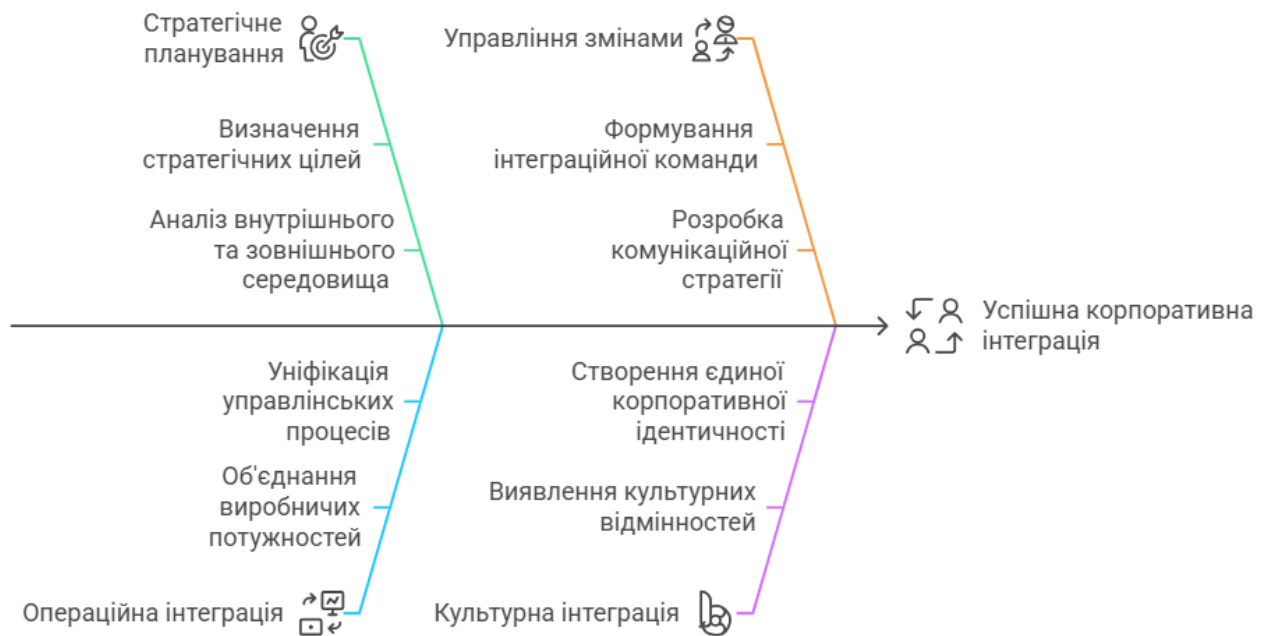 Стратегічне
планування
Управління змінами
Визначення
стратегічних цілей
Формування
інтеграційної команди
Аналіз внутрішнього
та зовнішнього
середовища
Розробка
комунікаційної
стратегії
Успішна корпоративна
інтеграція
Уніфікація
управлінських
процесів
Створення єдиної
корпоративної
ідентичності
Об'єднання
виробничих
потужностей
Виявлення культурних
відмінностей
Операційна інтеграція
Культурна інтеграція